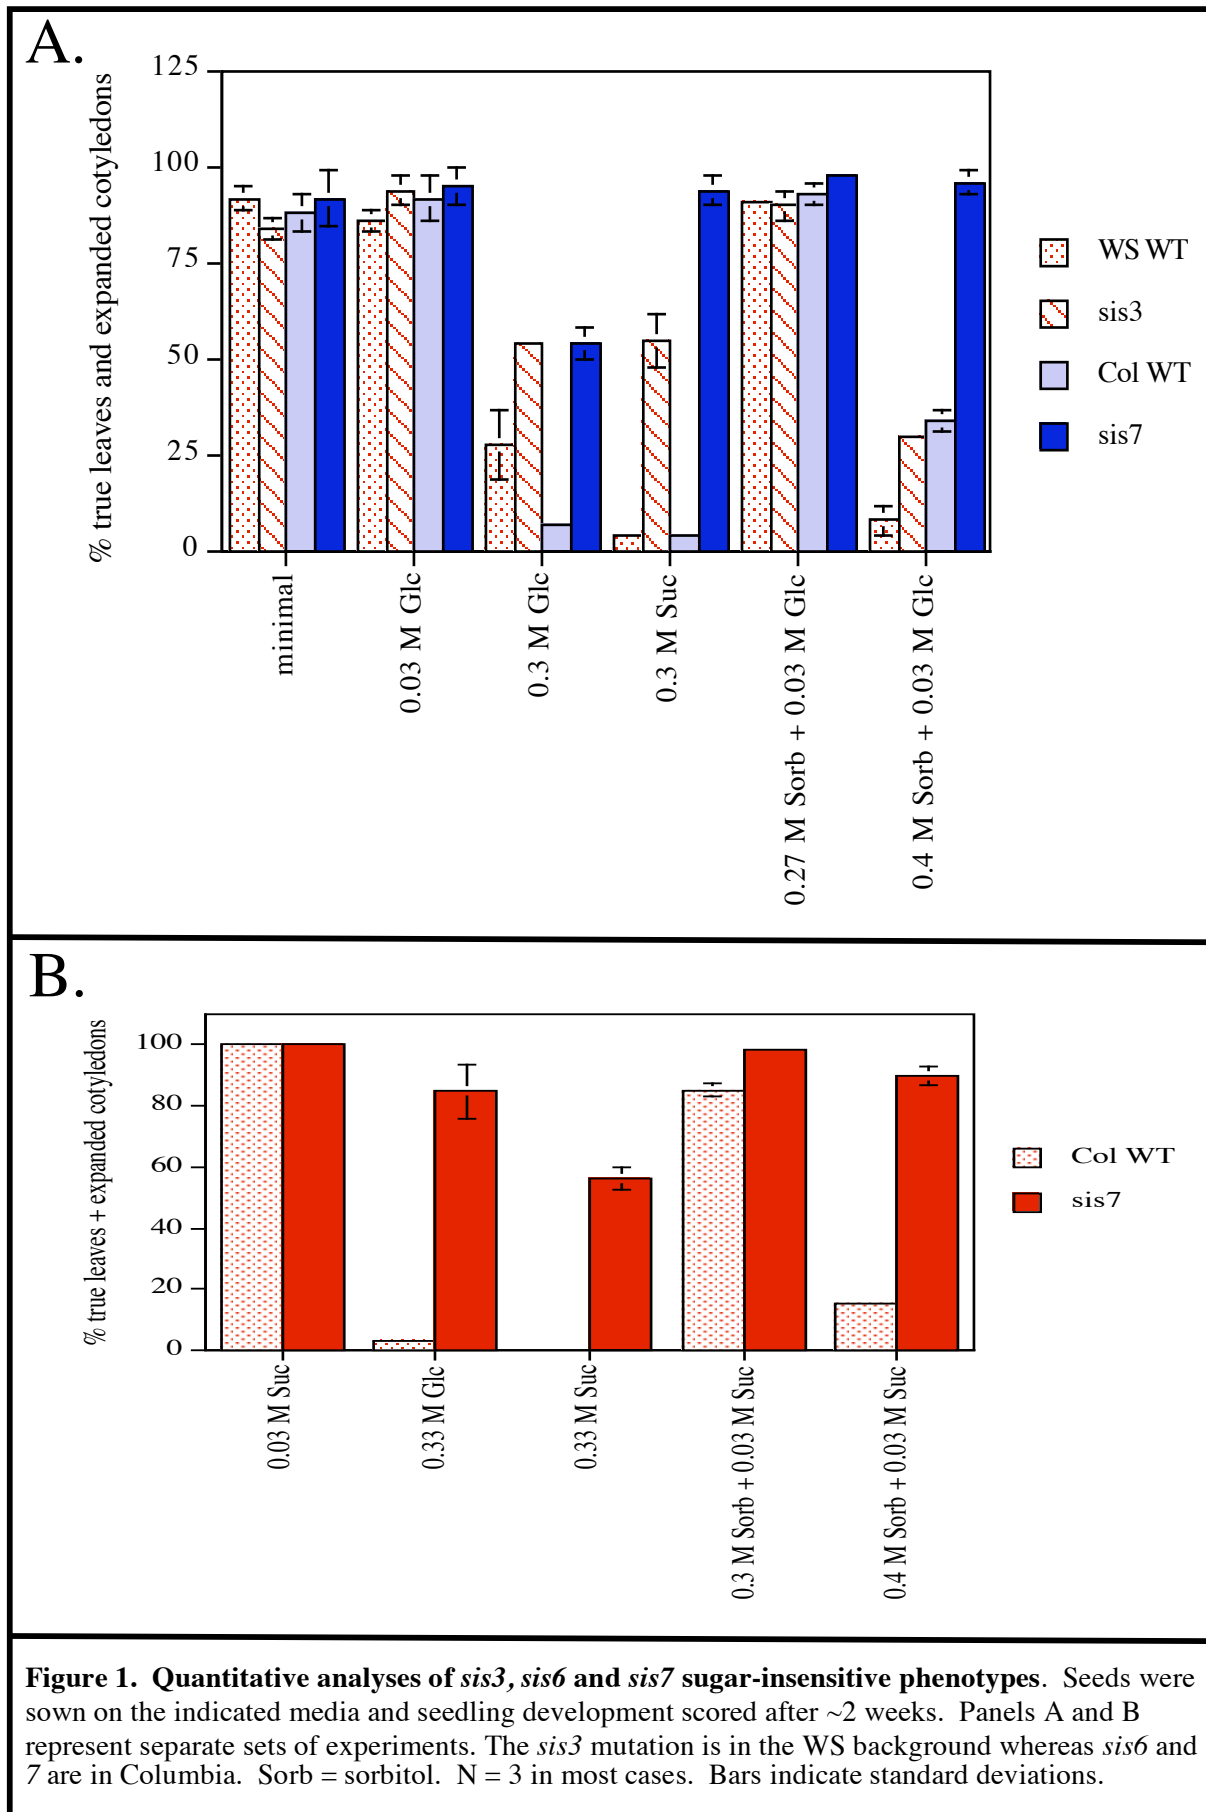 A.
% true leaves and expanded cotyledons
125
100
75
50
25
0
minimal
0.03 M Glc
0.3 M Glc
0.3 M Suc
0.27 M Sorb + 0.03 M Glc
0.4 M Sorb + 0.03 M Glc
WS WT
sis3
Col WT
sis7
B.
% true leaves + expanded cotyledons
100
80
60
40
20
0
0.03 M Suc
0.33 M Glc
0.33 M Suc
0.3 M Sorb + 0.03 M Suc
0.4 M Sorb + 0.03 M Suc
Col WT
sis7
Figure 1. Quantitative analyses of sis3, sis6 and sis7 sugar-insensitive phenotypes. Seeds were
sown on the indicated media and seedling development scored after ~2 weeks. Panels A and B
represent separate sets of experiments. The sis3 mutation is in the WS background whereas sis6 and
7 are in Columbia. Sorb = sorbitol. N = 3 in most cases. Bars indicate standard deviations.